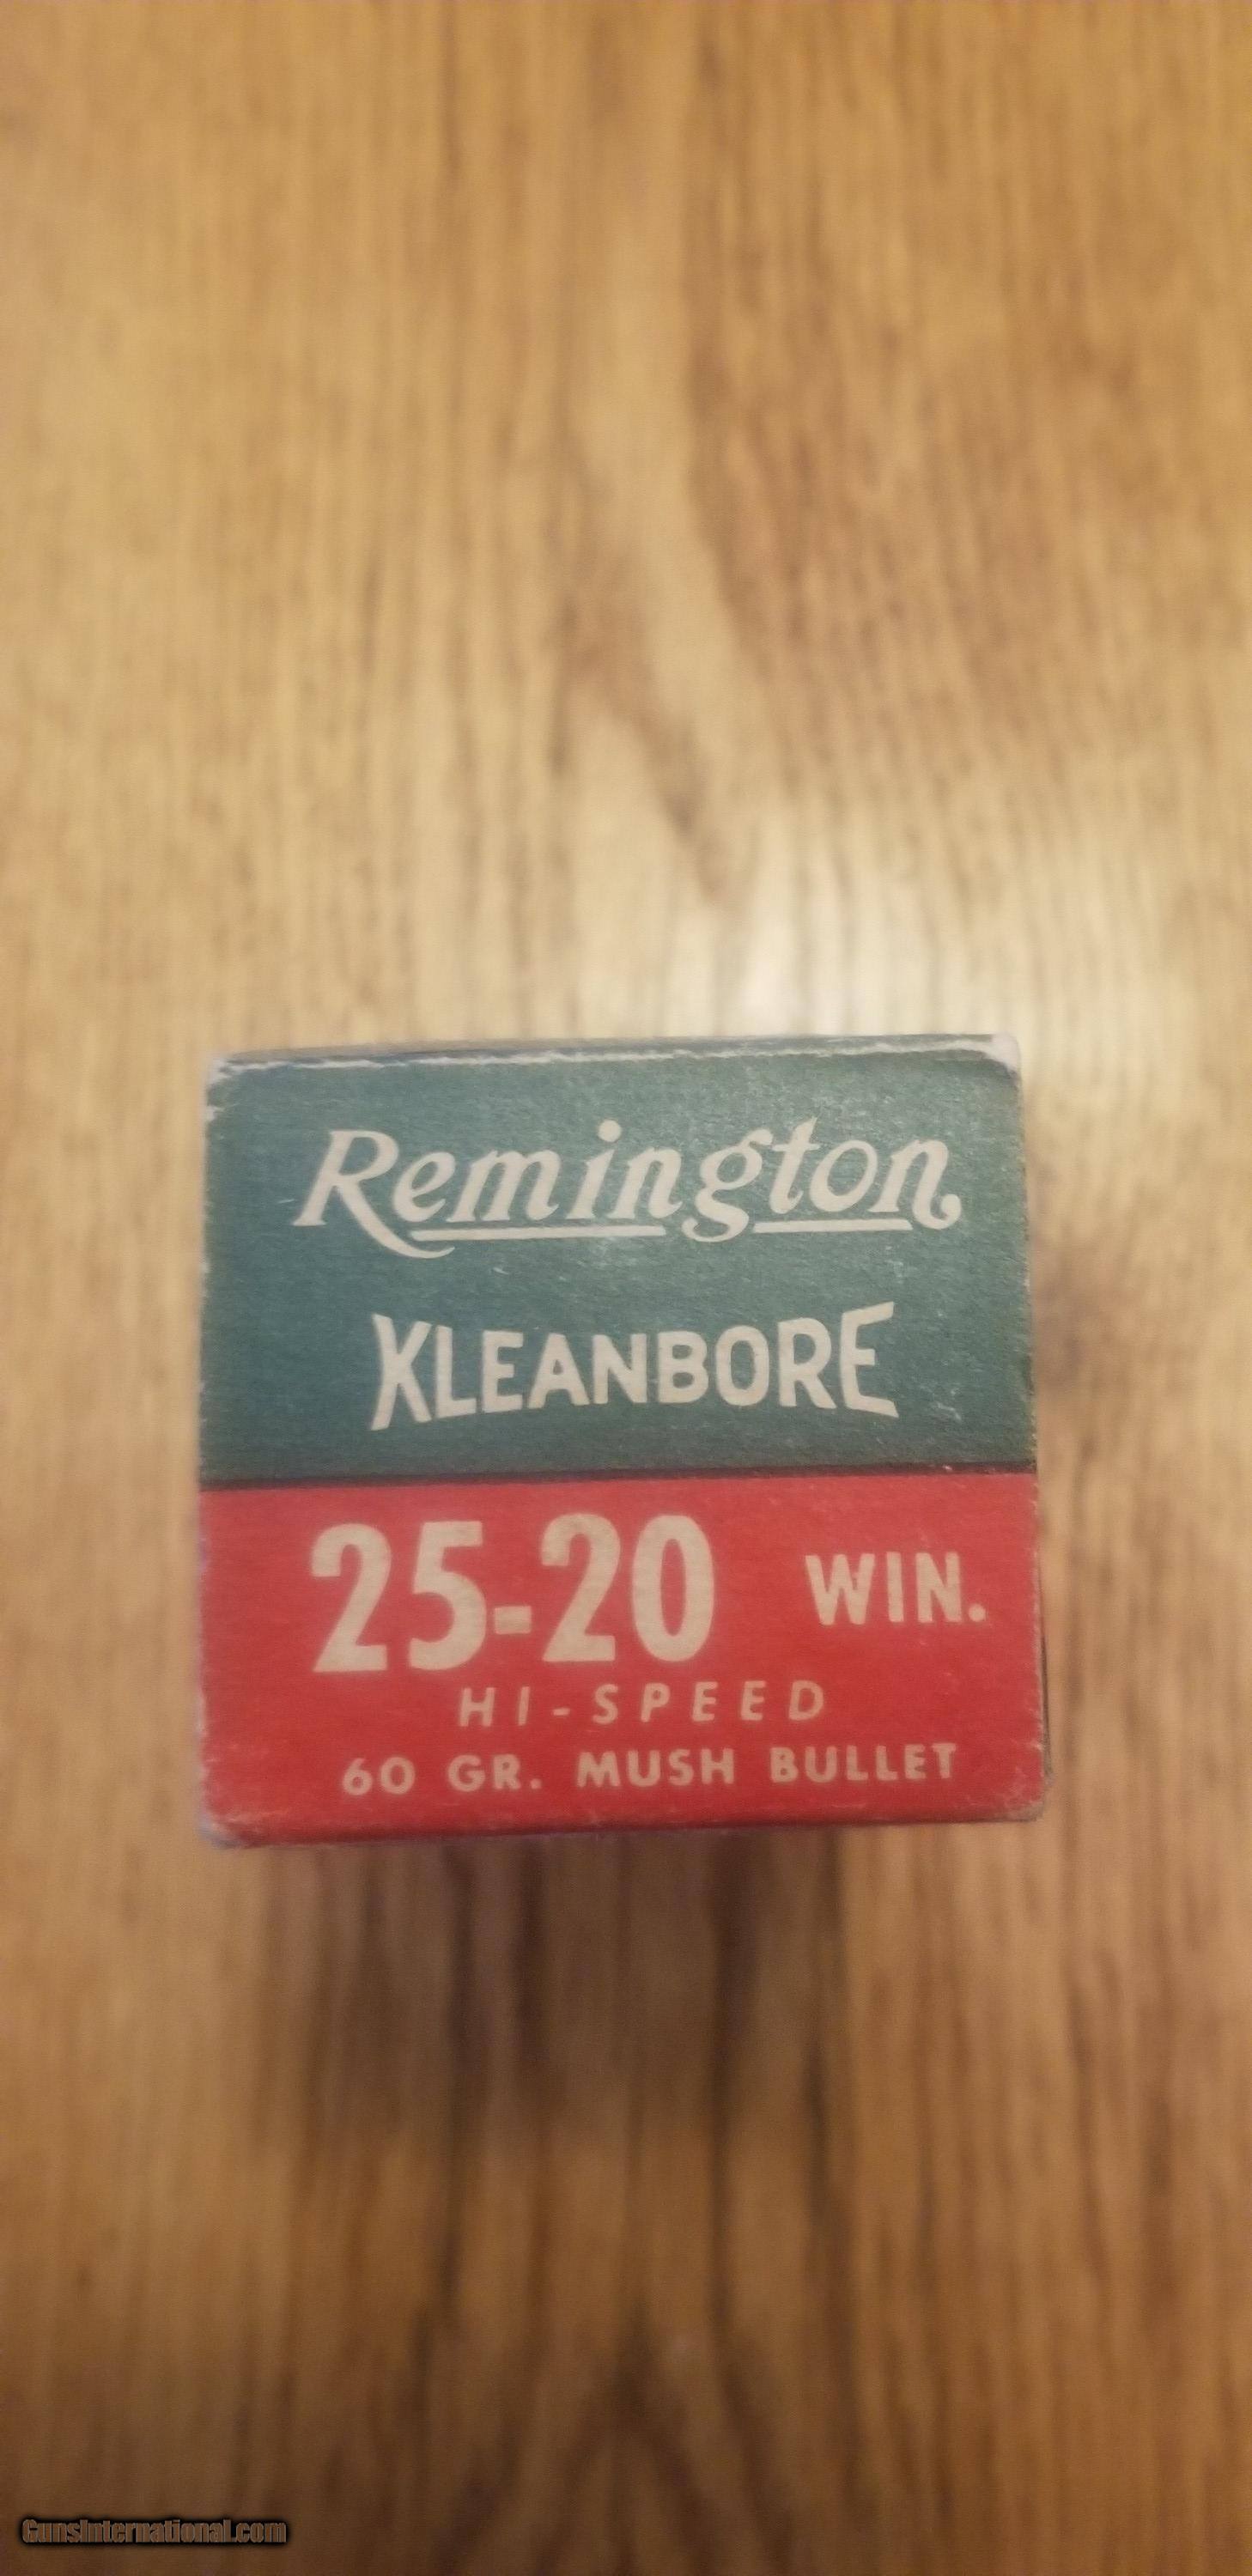 Remington
KLEANBORE
25-20 WIN.
HI-SPEED
60 GR. MUSH BULLET
GunsInternational.com